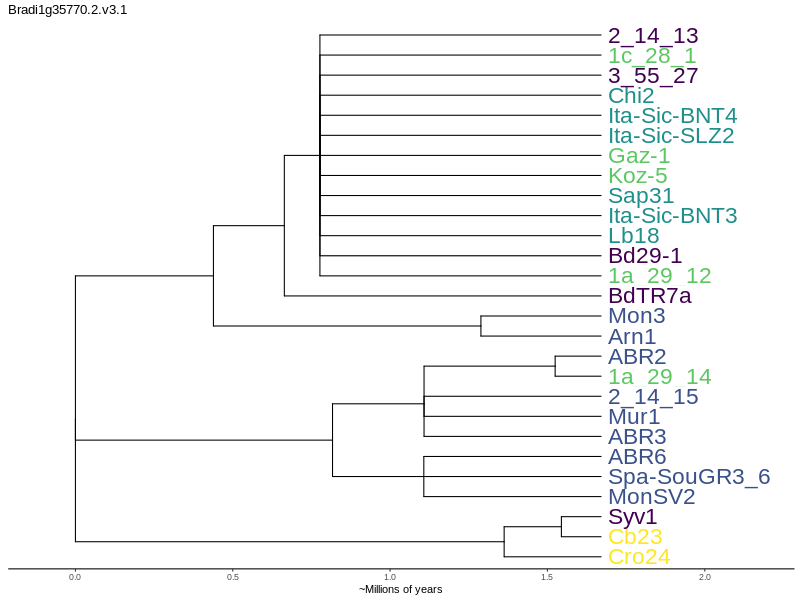 Bradi1g35770.2.v3.1
2_14_13
1c_28_1
3_55_27
Chi2
Ita-Sic-BNT4
Ita-Sic-SLZ2
Gaz-1
Koz-5
Sap31
Ita-Sic-BNT3
Lb18
Bd29-1
1a_29_12
BdTR7a
Mon3
Arn1
ABR2
1a_29_14
2_14_15
Mur1
ABR3
ABR6
Spa-SouGR3_6
MonSV2
Syv1
Cb23
Cro24
0.0 0.5 1.0 1.5 2.0
~Millions of years